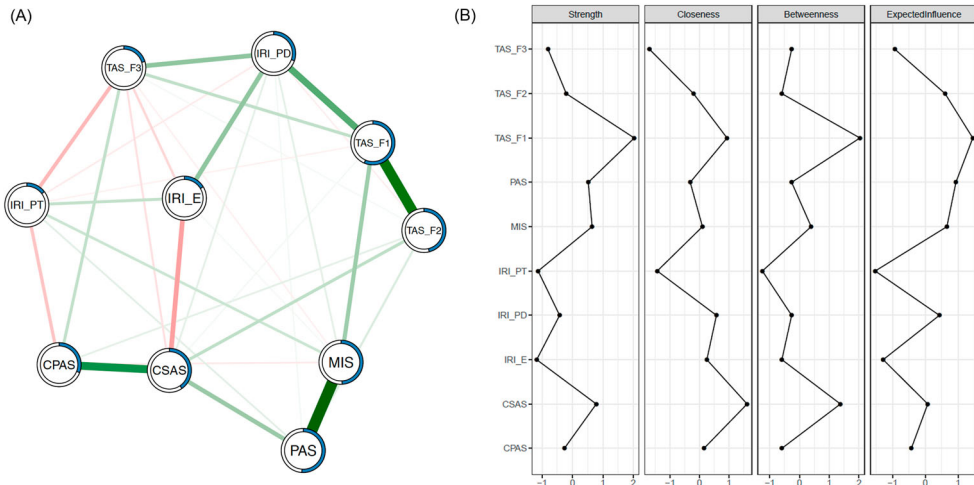 (A)
(B)
IRI_PD
TAS_F3
TAS_F1
IRI_E
IRI_PT
TAS_F2
MIS
CPAS
CSAS
PAS
Strength Closeness Betweenness ExpectedInfluence
TAS_F3
TAS_F2
TAS_F1
PAS
MIS
IRI_PT
IRI_PD
IRI_E
CSAS
CPAS
−1 0 1 2 −1 0 1 −1 0 1 2 −1 0 1